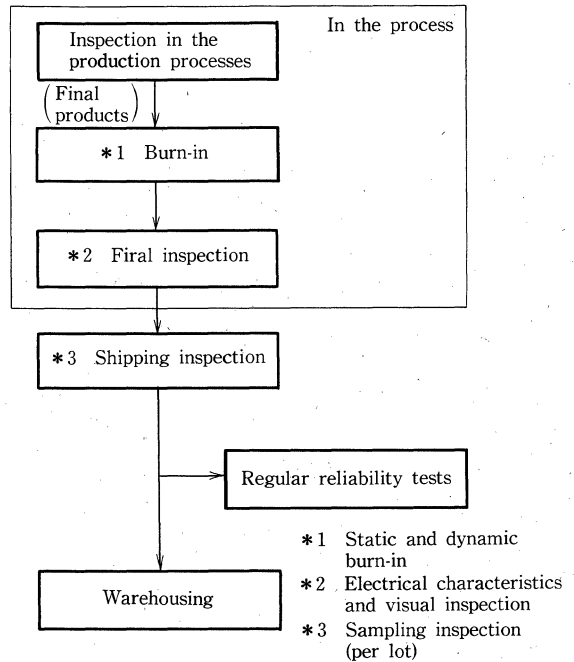 In the process
Inspection in the
production processes
(Final
products)
*1 Burn-in
*2 Firal inspection
*3 Shipping inspection
Regular reliability tests
Warehousing
*1 Static and dynamic
burn-in
*2 Electrical characteristics
and visual inspection
*3 Sampling inspection
(per lot)